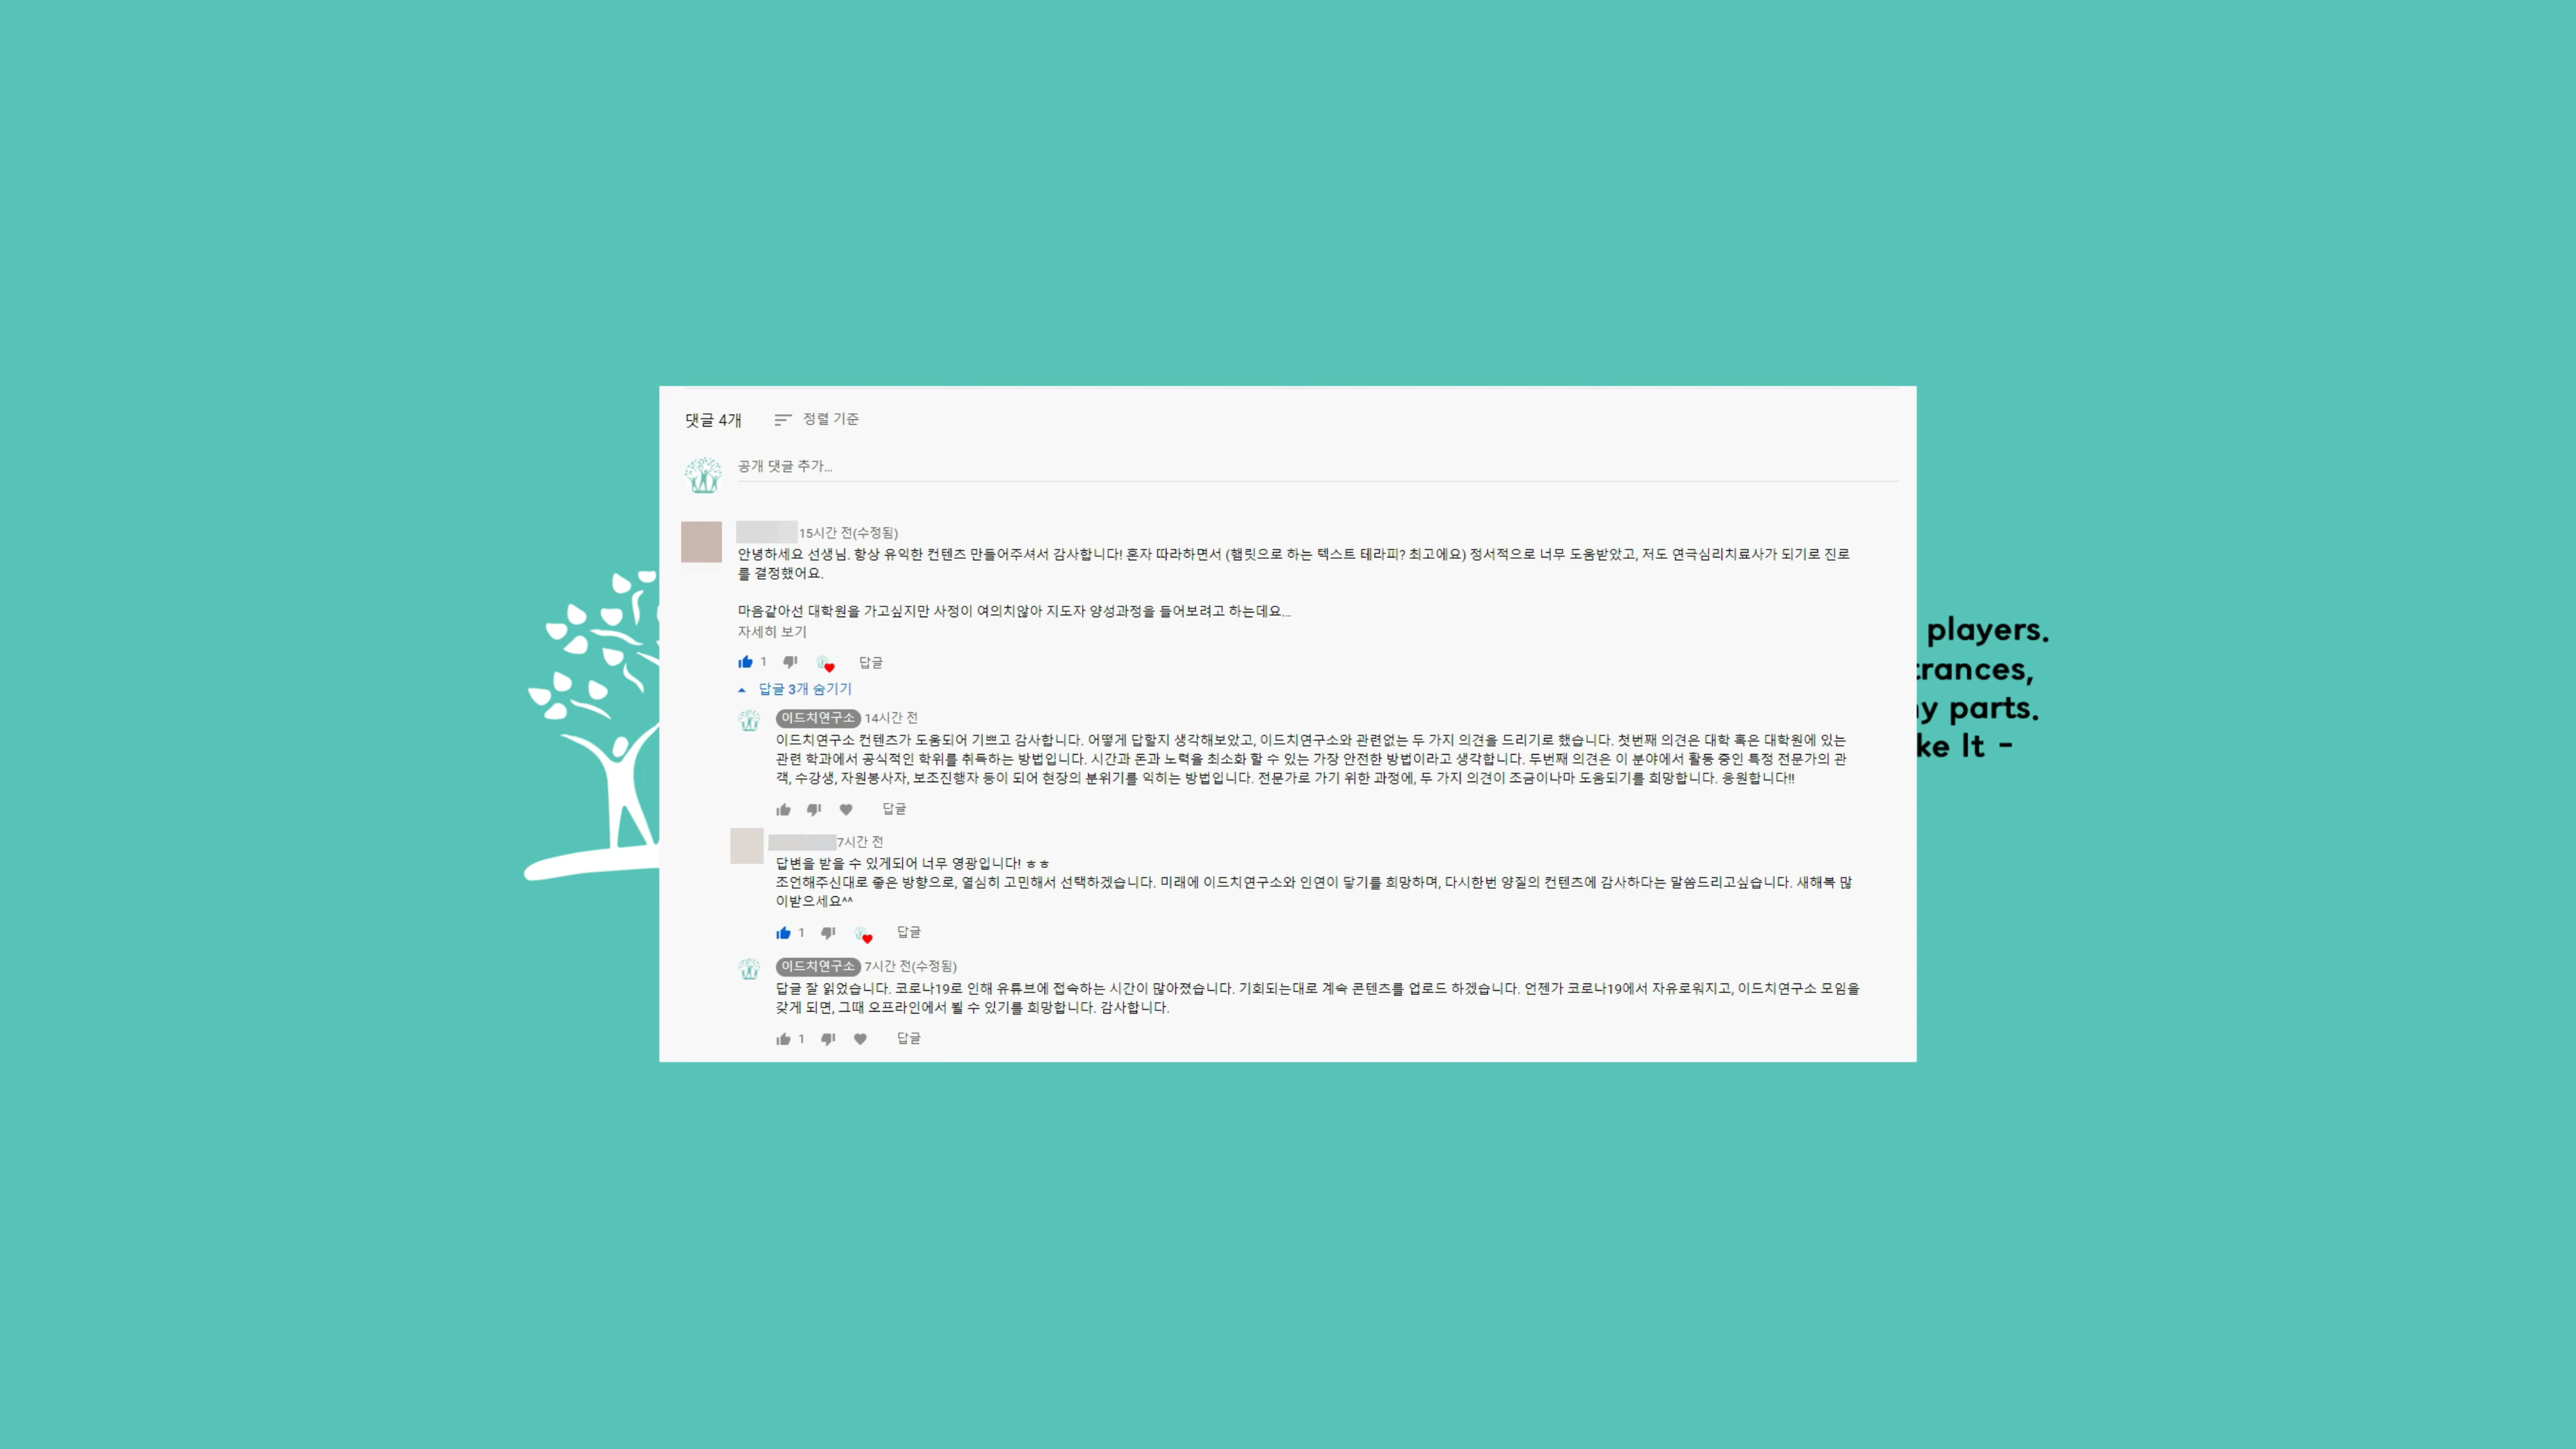 댓글 4개
정렬 기준
공개 댓글 추가...
15시간 전(수정됨)
안녕하세요 선생님. 항상 유익한 컨텐츠 만들어주셔서 감사합니다! 혼자 따라하면서 (햄릿으로 하는 텍스트 테라피? 최고에요) 정서적으로 너무 도움받았고, 저도 연극심리치료사가 되기로 진로
를 결정했어요.
마음같아선 대학원을 가고싶지만 사정이 여의치않아 지도자 양성과정을 들어보려고 하는데요...
자세히 보기
1 답글
답글 3개 숨기기
이드치연구소 14시간 전
이드치연구소 컨텐츠가 도움되어 기쁘고 감사합니다. 어떻게 답할지 생각해보았고, 이드치연구소와 관련없는 두 가지 의견을 드리기로 했습니다. 첫번째 의견은 대학 혹은 대학원에 있는
관련 학과에서 공식적인 학위를 취득하는 방법입니다. 시간과 돈과 노력을 최소화 할 수 있는 가장 안전한 방법이라고 생각합니다. 두번째 의견은 이 분야에서 활동 중인 특정 전문가의 관
객, 수강생, 자원봉사자, 보조진행자 등이 되어 현장의 분위기를 익히는 방법입니다. 전문가로 가기 위한 과정에, 두 가지 의견이 조금이나마 도움되기를 희망합니다. 응원합니다!!
답글
7시간 전
답변을 받을 수 있게되어 너무 영광입니다! ㅎㅎ
조언해주신대로 좋은 방향으로, 열심히 고민해서 선택하겠습니다. 미래에 이드치연구소와 인연이 닿기를 희망하며, 다시한번 양질의 컨텐츠에 감사하다는 말씀드리고싶습니다. 새해복 많
이받으세요^^
1 답글
이드치연구소 7시간 전(수정됨)
답글 잘 읽었습니다. 코로나19로 인해 유튜브에 접속하는 시간이 많아졌습니다. 기회되는대로 계속 콘텐츠를 업로드 하겠습니다. 언젠가 코로나19에서 자유로워지고, 이드치연구소 모임을
갖게 되면, 그때 오프라인에서 뵐 수 있기를 희망합니다. 감사합니다.
1 답글
players.
trances,
y parts.
ke It -